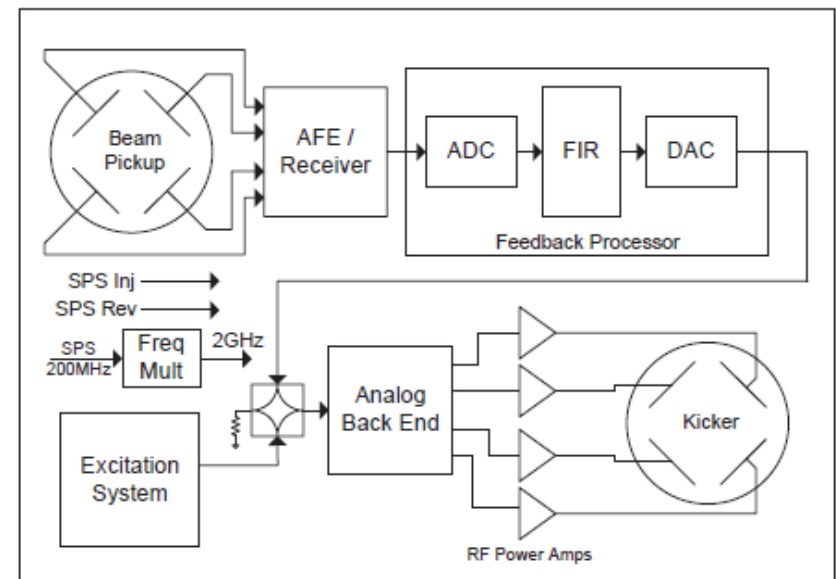 Beam
Pickup
AFE /
Receiver
ADC
FIR
DAC
Feedback Processor
SPS Inj
SPS Rev
SPS
200MHz
Freq
Mult
2GHz
Excitation
System
Analog
Back End
Kicker
RF Power Amps